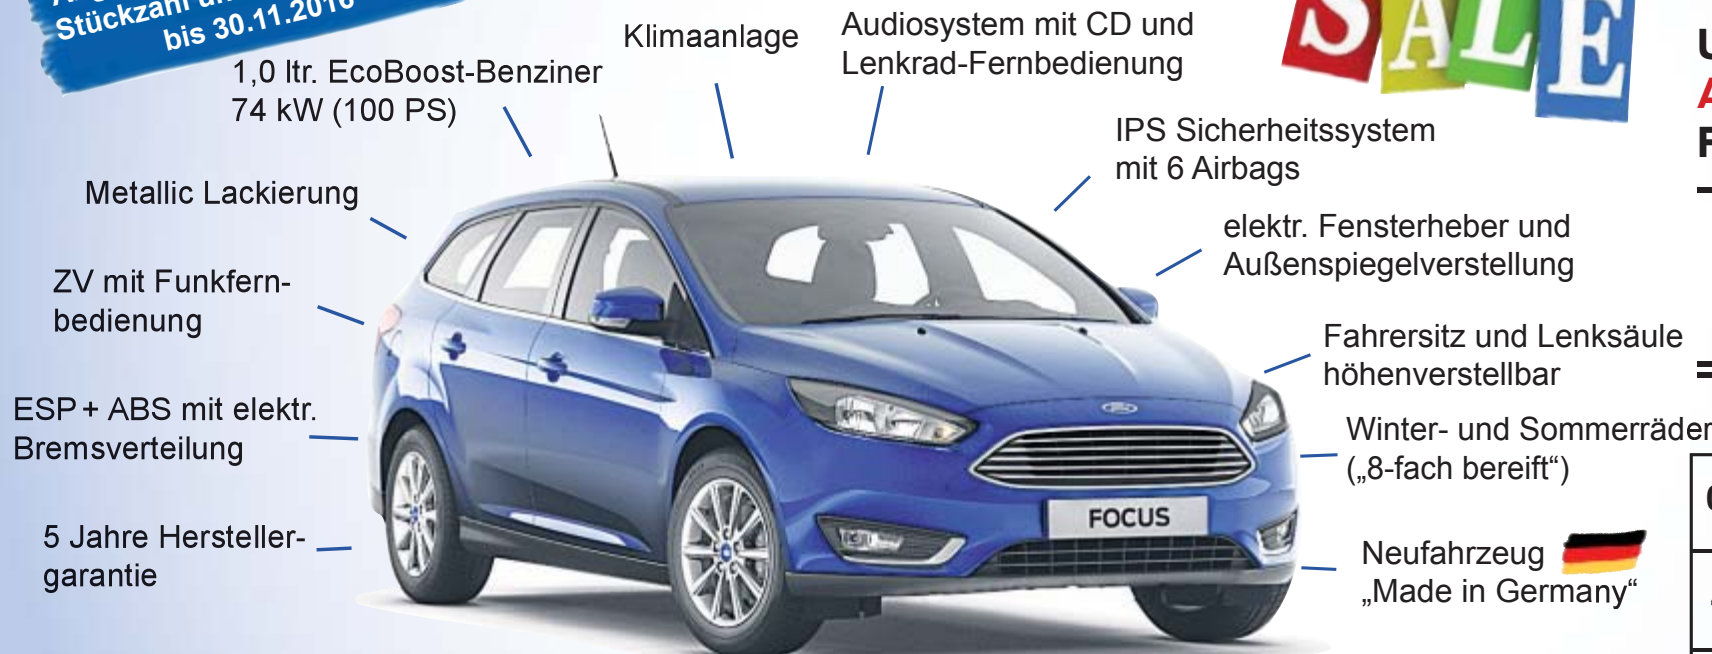 Stückzahl
bis 30.11.2016
SALE
1,0 ltr. EcoBoost-Benziner
74 kW (100 PS)
Klimaanlage
Audiosystem mit CD und
Lenkrad-Fernbedienung
IPS Sicherheitssystem
mit 6 Airbags
Metallic Lackierung
elektr. Fensterheber und
Außenspiegelverstellung
ZV mit Funkfern-
bedienung
Fahrersitz und Lenksäule
höhenverstellbar
ESP + ABS mit elektr.
Bremsverteilung
Winter- und Sommerräder
(„8-fach bereift“)
5 Jahre Hersteller-
garantie
Neufahrzeug
„Made in Germany“
Ford
FOCUS